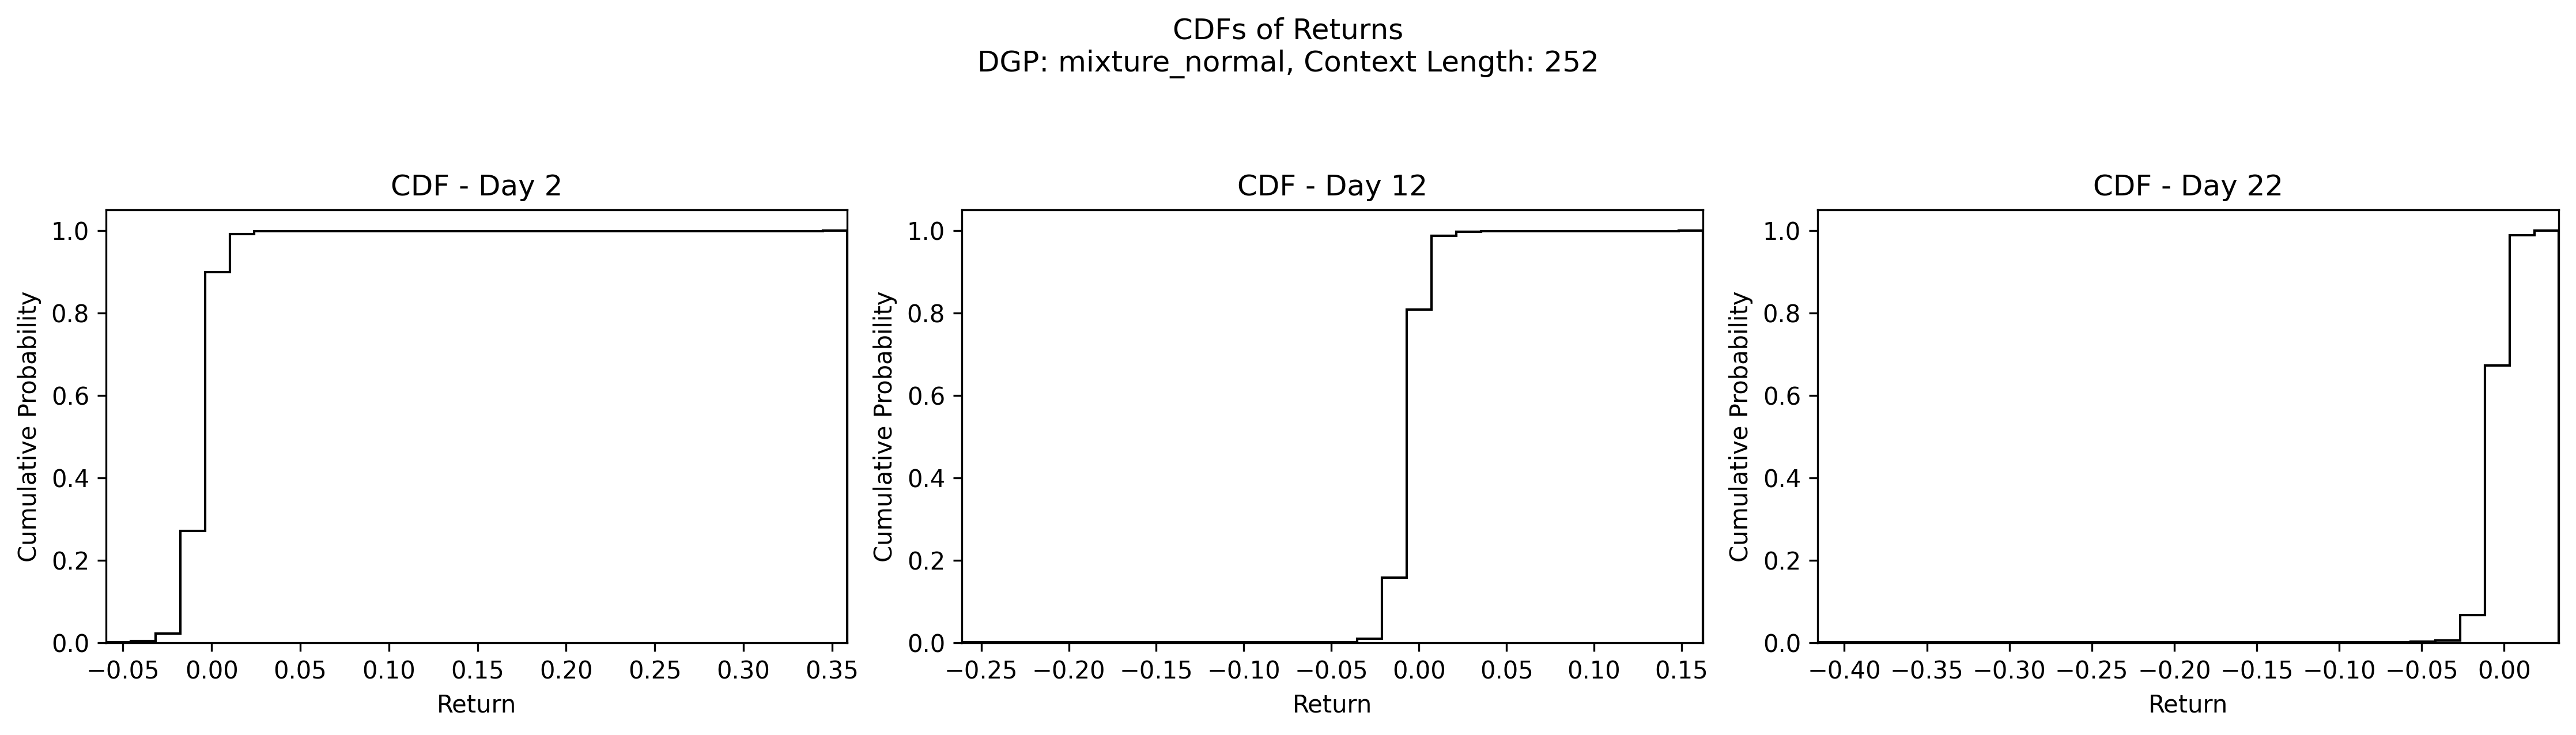 CDFs of Returns
DGP: mixture_normal, Context Length: 252
CDF - Day 2
1.0
0.8
0.6
0.4
0.2
0.0
Cumulative Probability
−0.05 0.00 0.05 0.10 0.15 0.20 0.25 0.30 0.35
Return
CDF - Day 12
1.0
0.8
0.6
0.4
0.2
0.0
Cumulative Probability
−0.25 −0.20 −0.15 −0.10 −0.05 0.00 0.05 0.10 0.15
Return
CDF - Day 22
1.0
0.8
0.6
0.4
0.2
0.0
Cumulative Probability
−0.40 −0.35 −0.30 −0.25 −0.20 −0.15 −0.10 −0.05 0.00
Return